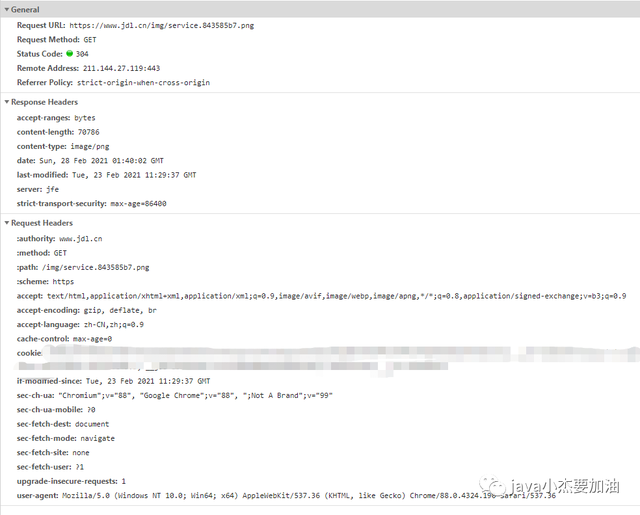 General
Request URL: https://www.jdl.cn/img/service.843585b7.png
Request Method: GET
Status Code: 304
Remote Address: 211.144.27.119:443
Referrer Policy: strict-origin-when-cross-origin
Response Headers
accept-ranges: bytes
content-length: 70786
content-type: image/png
date: Sun, 28 Feb 2021 01:40:02 GMT
last-modified: Tue, 23 Feb 2021 11:29:37 GMT
server: jfe
strict-transport-security: max-age=86400
Request Headers
:authority: www.jdl.cn
:method: GET
:path: /img/service.843585b7.png
:scheme: https
accept: text/html,application/xhtml+xml,application/xml;q=0.9,image/avif,image/webp,image/apng,*/*;q=0.8,application/signed-exchange;v=b3;q=0.9
accept-encoding: gzip, deflate, br
accept-language: zh-CN,zh;q=0.9
cache-control: max-age=0
cookie:
if-modified-since: Tue, 23 Feb 2021 11:29:37 GMT
sec-ch-ua: "Chromium";v="88", "Google Chrome";v="88", ";Not A Brand";v="99"
sec-ch-ua-mobile: ?0
sec-fetch-dest: document
sec-fetch-mode: navigate
sec-fetch-site: none
sec-fetch-user: ?1
upgrade-insecure-requests: 1
user-agent: Mozilla/5.0 (Windows NT 10.0; Win64; x64) AppleWebKit/537.36 (KHTML, like Gecko) Chrome/88.0.4324.190 Safari/537.36
java小杰要加油